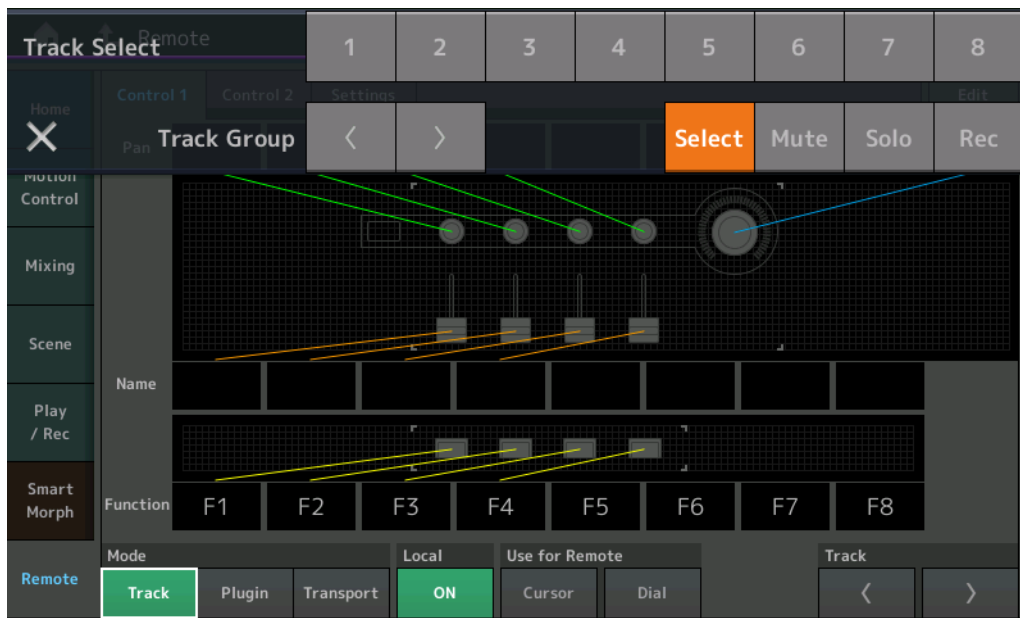 Remote
Track Select 1 2 3 4 5 6 7 8
Control 1 Control 2 Settings Edit
Home
Pan
Track Group < > Select Mute Solo Rec
Motion
Control
Mixing
Scene
Name
Play
/ Rec
Smart
Morph
Function F1 F2 F3 F4 F5 F6 F7 F8
Mode Local Use for Remote Track
Remote
Track Plugin Transport ON Cursor Dial < >